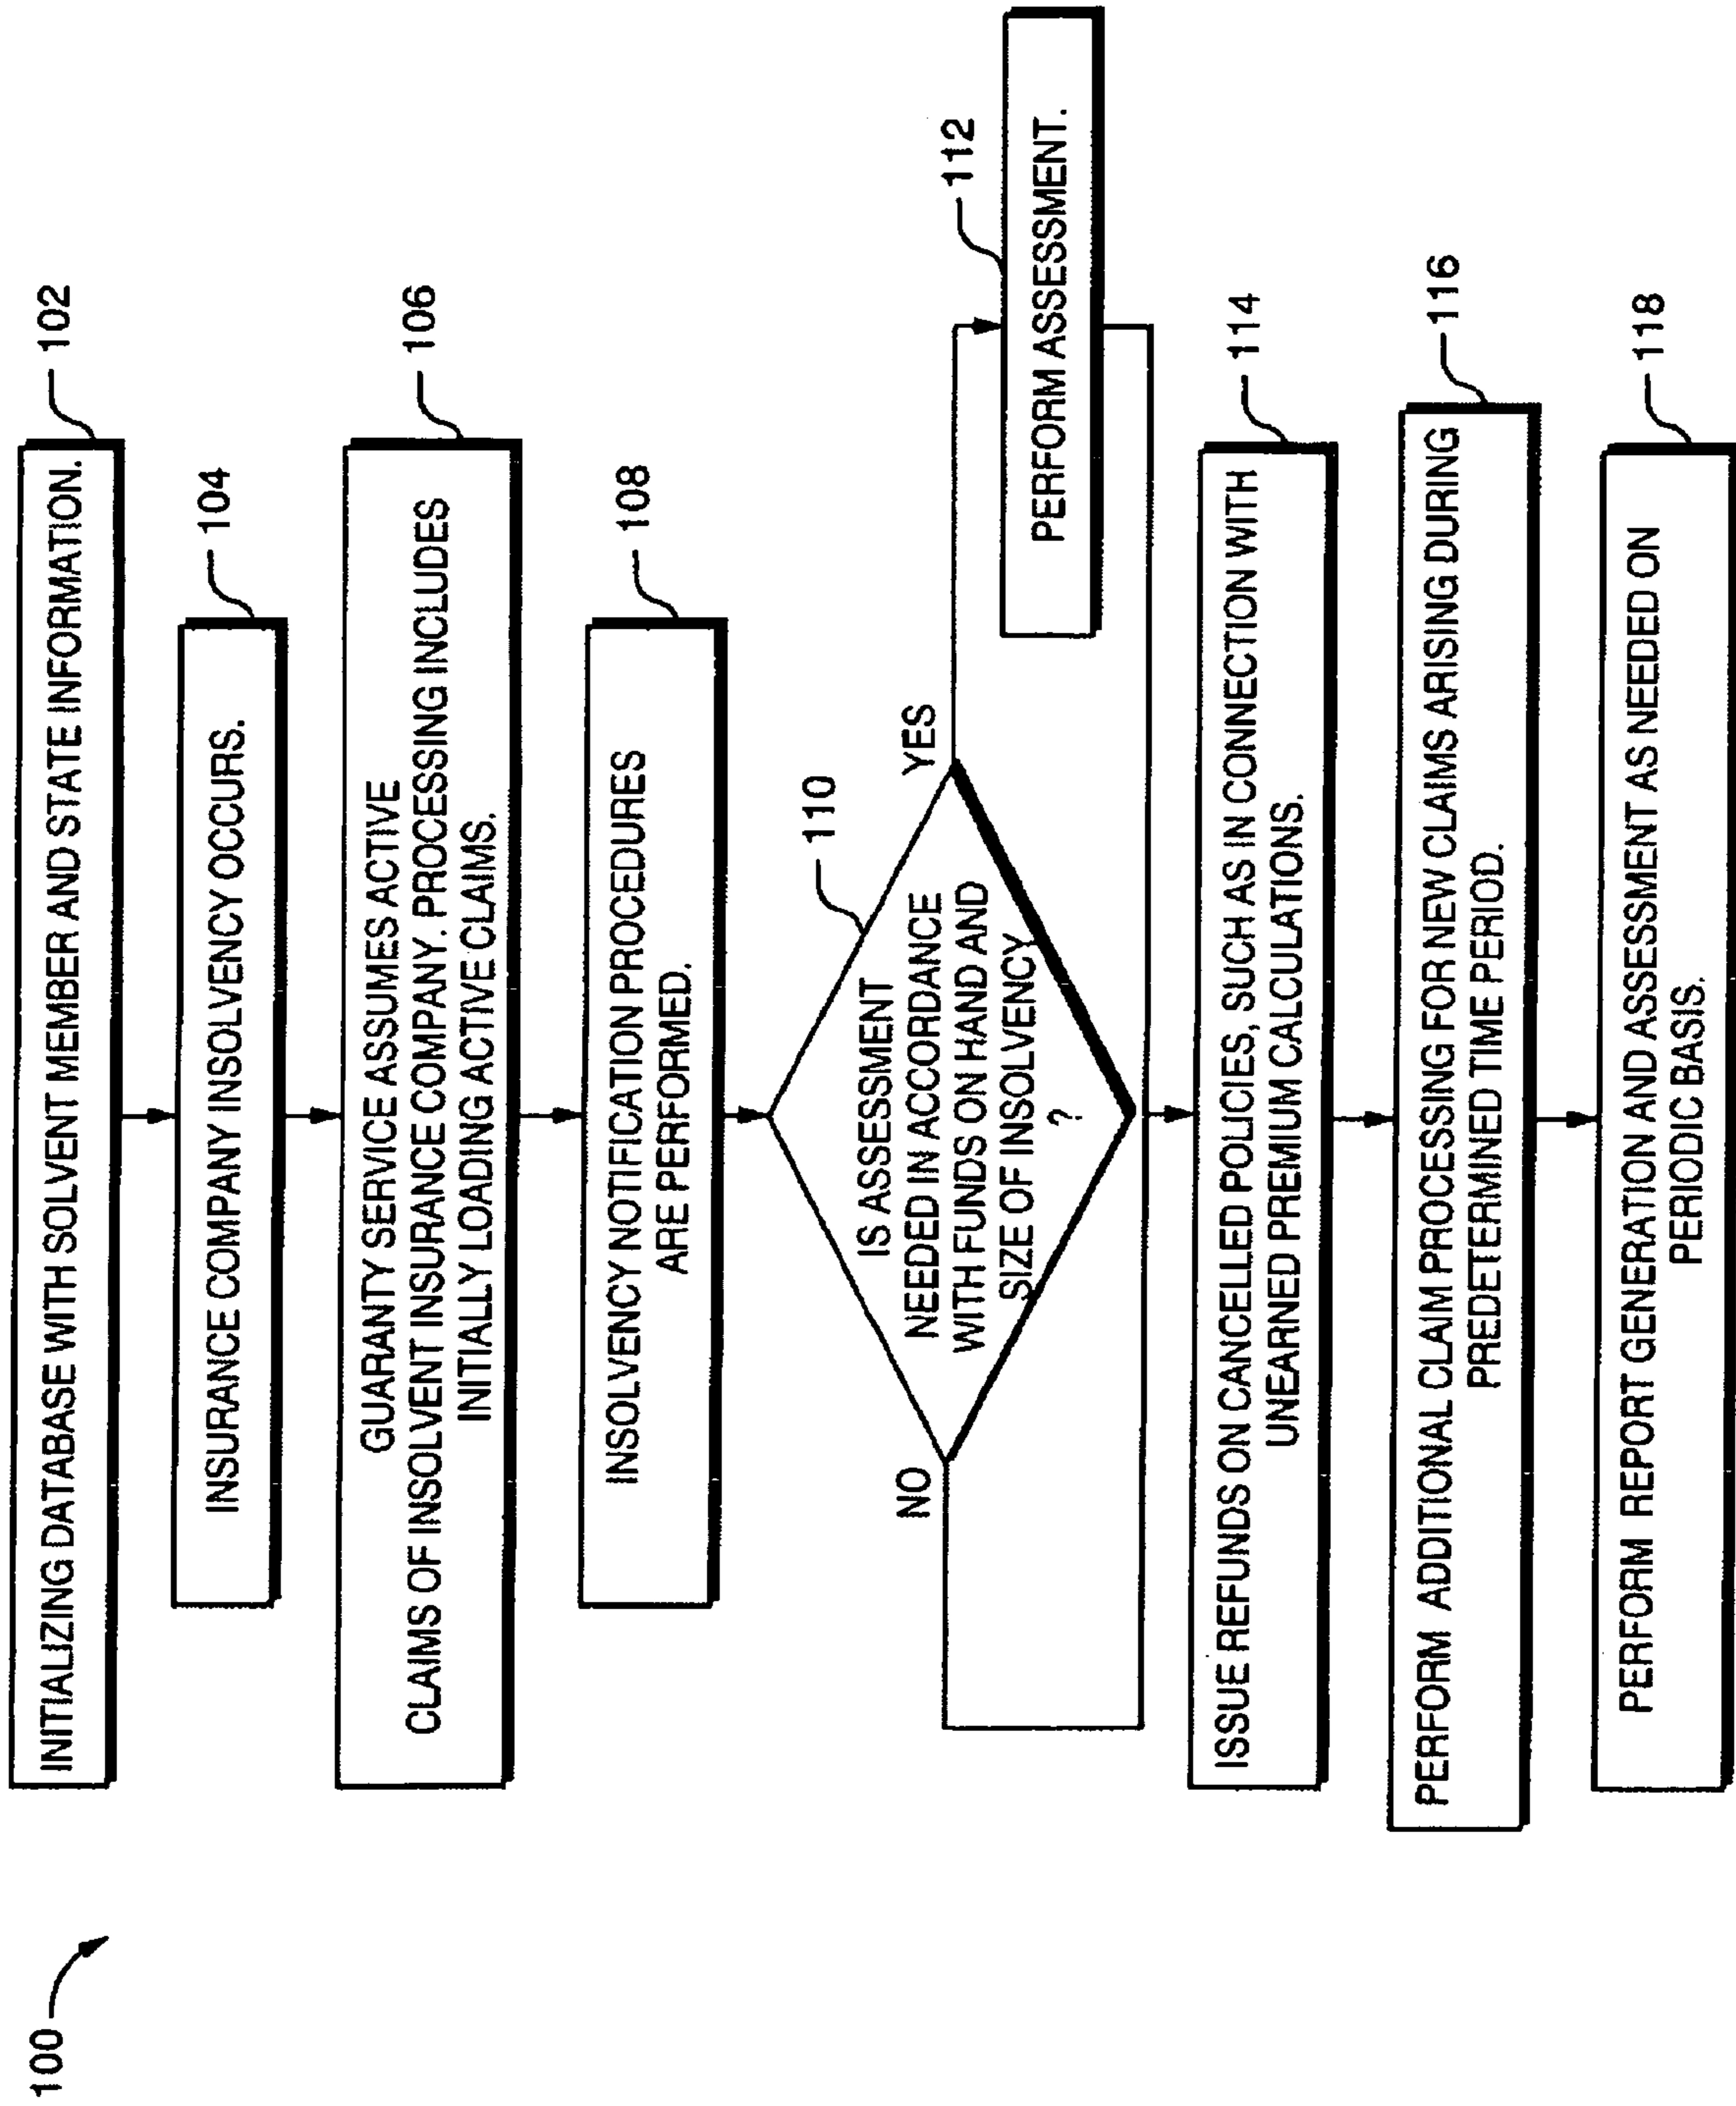 100
INITIALIZING DATABASE WITH SOLVENT MEMBER AND STATE INFORMATION.
102
INSURANCE COMPANY INSOLVENCY OCCURS.
104
GUARANTY SERVICE ASSUMES ACTIVE
CLAIMS OF INSOLVENT INSURANCE COMPANY. PROCESSING INCLUDES
INITIALLY LOADING ACTIVE CLAIMS.
106
INSOLVENCY NOTIFICATION PROCEDURES
ARE PERFORMED.
108
IS ASSESSMENT
NEEDED IN ACCORDANCE
WITH FUNDS ON HAND AND
SIZE OF INSOLVENCY
?
110
NO
YES
PERFORM ASSESSMENT.
112
ISSUE REFUNDS ON CANCELLED POLICIES, SUCH AS IN CONNECTION WITH
UNEARNED PREMIUM CALCULATIONS.
114
PERFORM ADDITIONAL CLAIM PROCESSING FOR NEW CLAIMS ARISING DURING
PREDETERMINED TIME PERIOD.
116
PERFORM REPORT GENERATION AND ASSESSMENT AS NEEDED ON
PERIODIC BASIS.
118